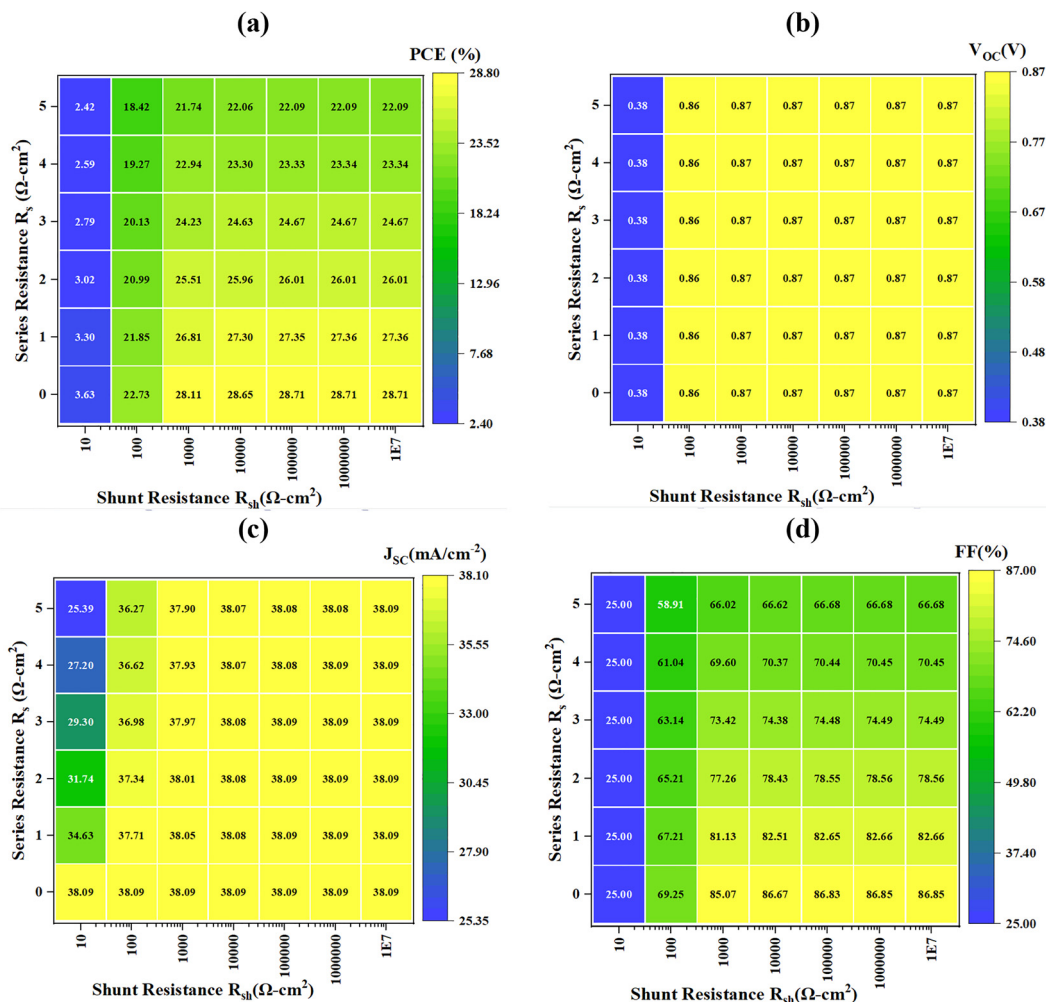 (a)
PCE (%)
5 2.42 18.42 21.74 22.06 22.09 22.09 22.09
4 2.59 19.27 22.94 23.30 23.33 23.34 23.34
3 2.79 20.13 24.23 24.63 24.67 24.67 24.67
2 3.02 20.99 25.51 25.96 26.01 26.01 26.01
1 3.30 21.85 26.81 27.30 27.35 27.36 27.36
0 3.63 22.73 28.11 28.65 28.71 28.71 28.71
28.80
23.52
18.24
12.96
7.68
2.40
Series Resistance Rs (Ω-cm²)
10 100 1000 10000 100000 1000000 1E7
Shunt Resistance Rsh(Ω-cm²)
(b)
VOC(V)
5 0.38 0.86 0.87 0.87 0.87 0.87 0.87
4 0.38 0.86 0.87 0.87 0.87 0.87 0.87
3 0.38 0.86 0.87 0.87 0.87 0.87 0.87
2 0.38 0.86 0.87 0.87 0.87 0.87 0.87
1 0.38 0.86 0.87 0.87 0.87 0.87 0.87
0 0.38 0.86 0.87 0.87 0.87 0.87 0.87
0.87
0.77
0.67
0.58
0.48
0.38
Series Resistance Rs (Ω-cm²)
10 100 1000 10000 100000 1000000 1E7
Shunt Resistance Rsh(Ω-cm²)
(c)
JSC(mA/cm⁻²)
5 25.39 36.27 37.90 38.07 38.08 38.08 38.09
4 27.20 36.62 37.93 38.07 38.08 38.09 38.09
3 29.30 36.98 37.97 38.08 38.09 38.09 38.09
2 31.74 37.34 38.01 38.08 38.09 38.09 38.09
1 34.63 37.71 38.05 38.08 38.09 38.09 38.09
0 38.09 38.09 38.09 38.09 38.09 38.09 38.09
38.10
35.55
33.00
30.45
27.90
25.35
Series Resistance Rs (Ω-cm²)
10 100 1000 10000 100000 1000000 1E7
Shunt Resistance Rsh(Ω-cm²)
(d)
FF(%)
5 25.00 58.91 66.02 66.62 66.68 66.68 66.68
4 25.00 61.04 69.60 70.37 70.44 70.45 70.45
3 25.00 63.14 73.42 74.38 74.48 74.49 74.49
2 25.00 65.21 77.26 78.43 78.55 78.56 78.56
1 25.00 67.21 81.13 82.51 82.65 82.66 82.66
0 25.00 69.25 85.07 86.67 86.83 86.85 86.85
87.00
74.60
62.20
49.80
37.40
25.00
Series Resistance Rs (Ω-cm²)
10 100 1000 10000 100000 1000000 1E7
Shunt Resistance Rsh(Ω-cm²)